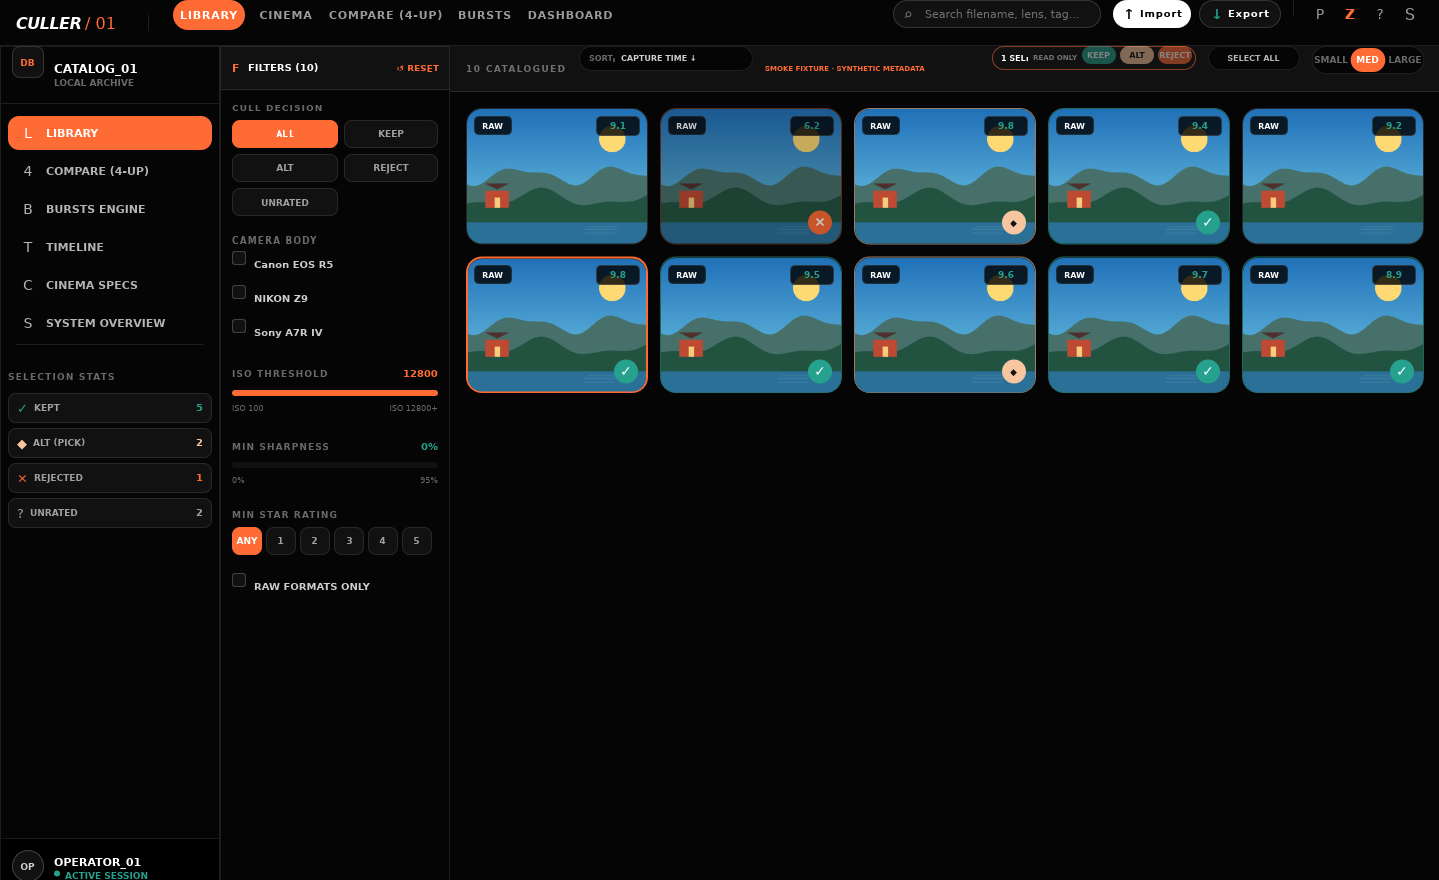 CULLER / 01
LIBRARY
CINEMA
COMPARE (4-UP)
BURSTS
DASHBOARD
Search filename, lens, tag...
↑ Import
↓ Export
P
Z
?
S
DB
CATALOG_01
LOCAL ARCHIVE
L LIBRARY
4 COMPARE (4-UP)
B BURSTS ENGINE
T TIMELINE
C CINEMA SPECS
S SYSTEM OVERVIEW
SELECTION STATS
✓ KEPT 5
◆ ALT (PICK) 2
✕ REJECTED 1
? UNRATED 2
OP
OPERATOR_01
ACTIVE SESSION
F FILTERS (10)
↺ RESET
CULL DECISION
ALL
KEEP
ALT
REJECT
UNRATED
CAMERA BODY
Canon EOS R5
NIKON Z9
Sony A7R IV
ISO THRESHOLD 12800
ISO 100 ISO 12800+
MIN SHARPNESS 0%
0% 95%
MIN STAR RATING
ANY 1 2 3 4 5
RAW FORMATS ONLY
10 CATALOGUED
SORT: CAPTURE TIME ↓
SMOKE FIXTURE · SYNTHETIC METADATA
1 SEL: READ ONLY KEEP ALT REJECT
SELECT ALL
SMALL MED LARGE
RAW 9.1
RAW 6.2
RAW 9.8
RAW 9.4
RAW 9.2
RAW 9.8
RAW 9.5
RAW 9.6
RAW 9.7
RAW 8.9